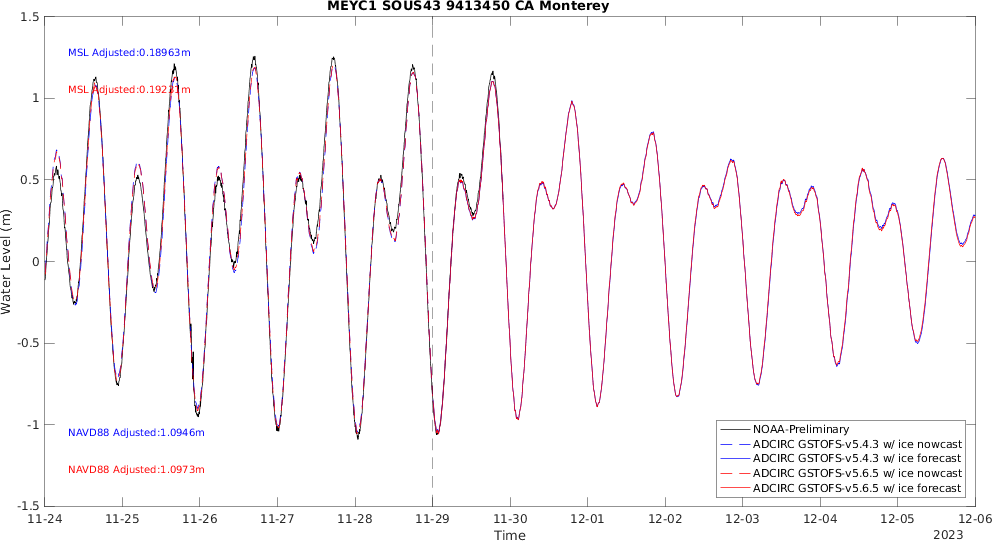 MEYC1 SOUS43 9413450 CA Monterey
1.5
1
0.5
0
-0.5
-1
-1.5
Water Level (m)
MSL Adjusted:0.18963m
NAVD88 Adjusted:1.0946m
NAVD88 Adjusted:1.0973m
NOAA-Preliminary
ADCIRC GSTOFS-v5.4.3 w/ ice nowcast
ADCIRC GSTOFS-v5.4.3 w/ ice forecast
ADCIRC GSTOFS-v5.6.5 w/ ice nowcast
ADCIRC GSTOFS-v5.6.5 w/ ice forecast
11-24 11-25 11-26 11-27 11-28 11-29 11-30 12-01 12-02 12-03 12-04 12-05 12-06
Time
2023
MSL